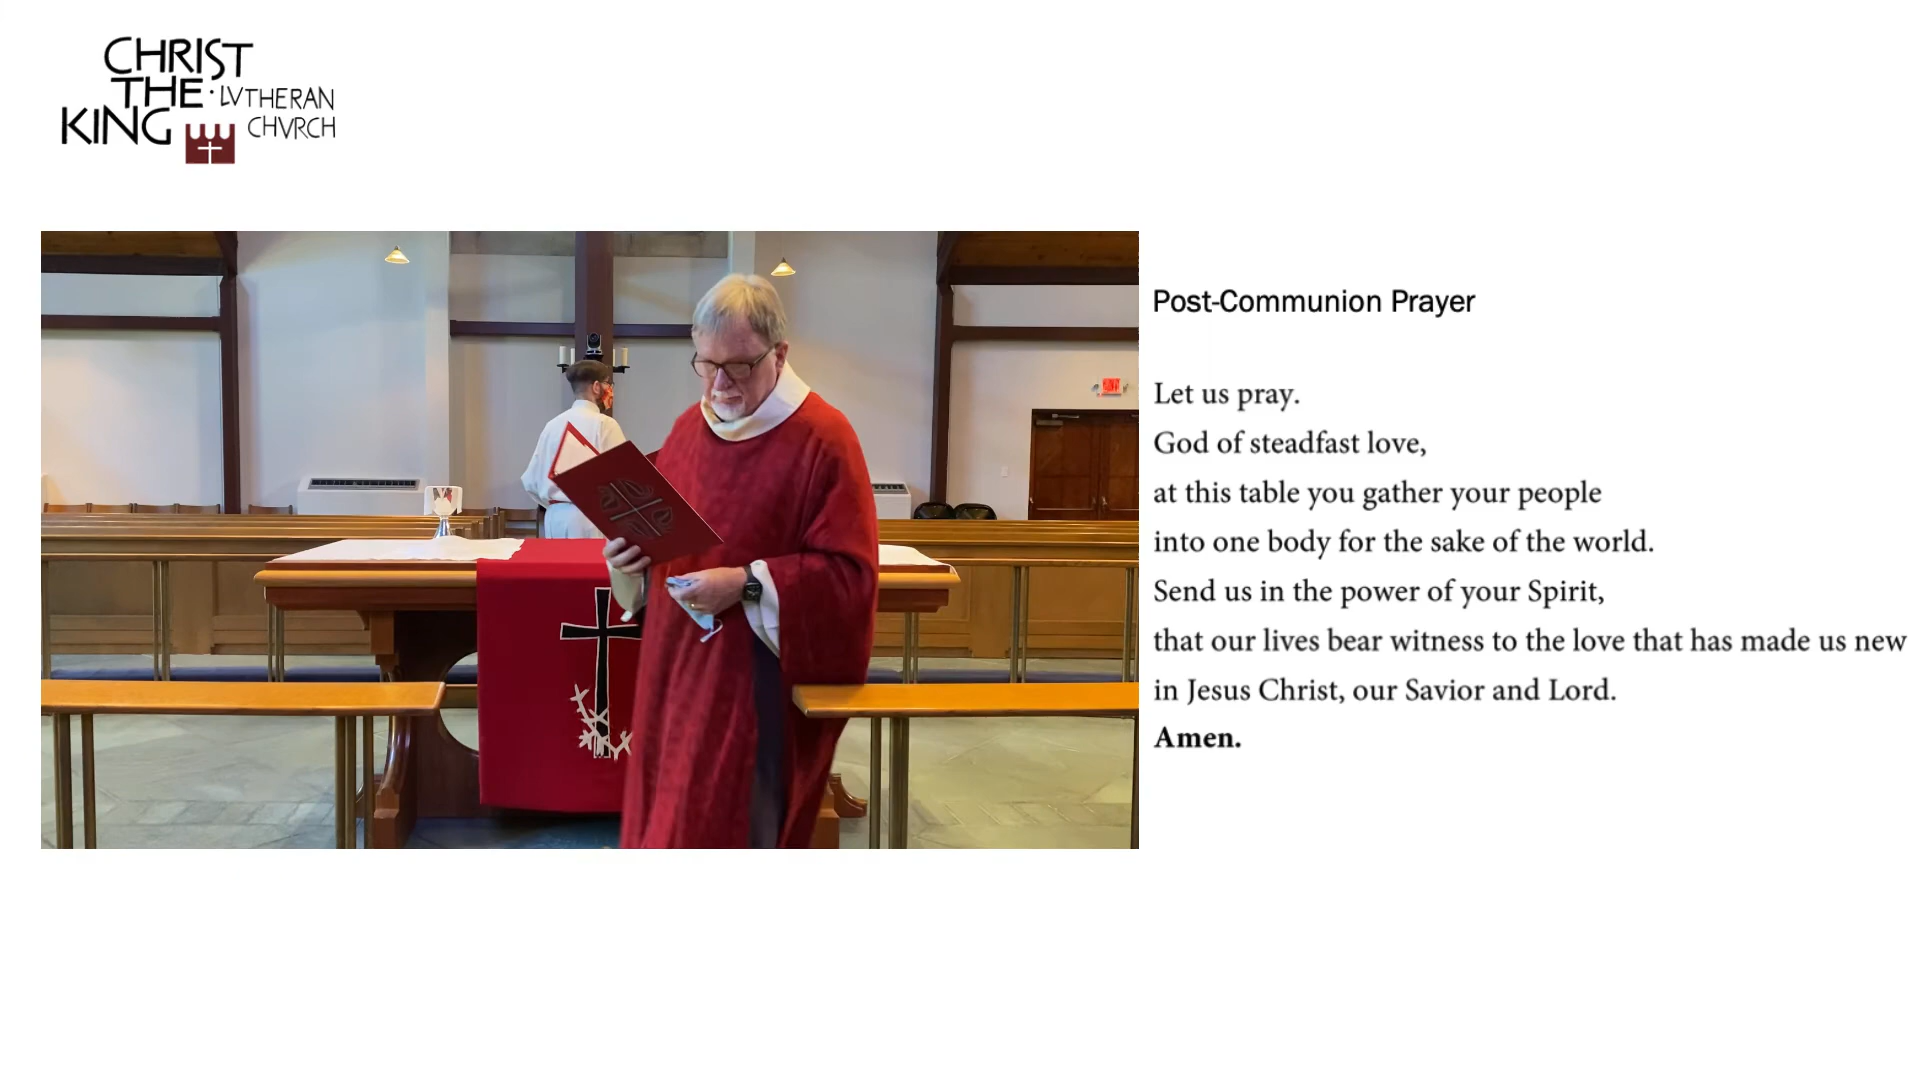 CHRIST
THE · LVTHERAN
KING CHVRCH
Post-Communion Prayer
Let us pray.
God of steadfast love,
at this table you gather your people
into one body for the sake of the world.
Send us in the power of your Spirit,
that our lives bear witness to the love that has made us new
in Jesus Christ, our Savior and Lord.
Amen.